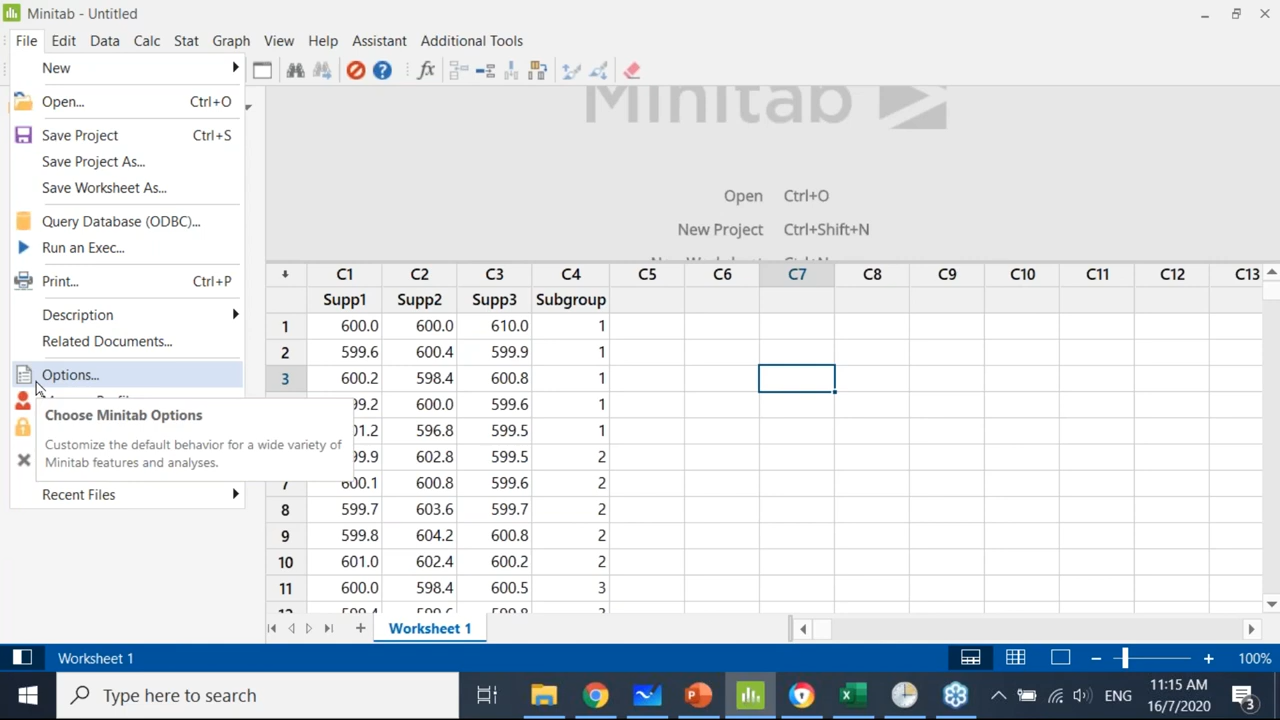 Minitab - Untitled
File Edit Data Calc Stat Graph View Help Assistant Additional Tools
New
Open... Ctrl+O
Save Project Ctrl+S
Save Project As...
Save Worksheet As...
Query Database (ODBC)...
Run an Exec...
Print... Ctrl+P
Description
Related Documents...
Options...
Choose Minitab Options
Customize the default behavior for a wide variety of
Minitab features and analyses.
Recent Files
Minitab
Open Ctrl+O
New Project Ctrl+Shift+N
C1 C2 C3 C4 C5 C6 C7 C8 C9 C10 C11 C12 C13
Supp1 Supp2 Supp3 Subgroup
1 600.0 600.0 610.0 1
2 599.6 600.4 599.9 1
3 600.2 598.4 600.8 1
600.0 599.6 1
596.8 599.5 1
602.8 599.5 2
7 600.1 600.8 599.6 2
8 599.7 603.6 599.7 2
9 599.8 604.2 600.8 2
10 601.0 602.4 600.2 2
11 600.0 598.4 600.5 3
Worksheet 1
Worksheet 1 100%
Type here to search
ENG
11:15 AM
16/7/2020
3